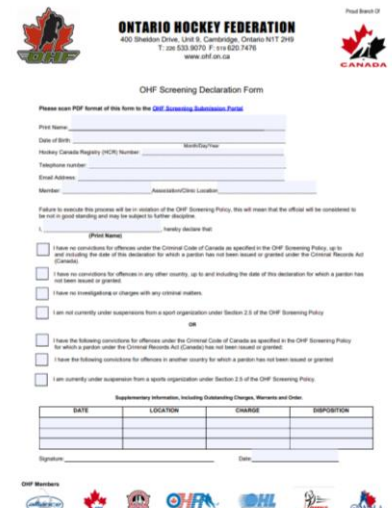 Proud Branch Of
OHF
ONTARIO HOCKEY FEDERATION
400 Sheldon Drive, Unit 9, Cambridge, Ontario N1T 2H9
T: 226 533.9070 F: 519 620.7476
www.ohf.on.ca
CANADA
OHF Screening Declaration Form
Please scan PDF format of this form to the OHF Screening Submission Portal
Print Name:
Date of Birth:
Month/Day/Year
Hockey Canada Registry (HCR) Number:
Telephone number:
Email Address:
Member: Association/Clinic Location:
Failure to execute this process will be in violation of the OHF Screening Policy, this will mean that the official will be considered to
be not in good standing and may be subject to further discipline.
I, hereby declare that:
(Print Name)
I have no convictions for offences under the Criminal Code of Canada as specified in the OHF Screening Policy, up to
and including the date of this declaration for which a pardon has not been issued or granted under the Criminal Records Act
(Canada)
I have no convictions for offences in any other country, up to and including the date of this declaration for which a pardon has
not been issued or granted.
I have no investigations or charges with any criminal matters.
I am not currently under suspensions from a sports organization under Section 2.5 of the OHF Screening Policy
OR
I have the following convictions for offences under the Criminal Code of Canada as specified in the OHF Screening Policy
for which a pardon under the Criminal Records Act (Canada) has not been issued or granted.
I have the following convictions for offences in another country for which a pardon has not been issued or granted
I am currently under suspension from a sports organization under Section 2.5 of the OHF Screening Policy.
Supplementary Information, Including Outstanding Charges, Warrants and Order.
DATE LOCATION CHARGE DISPOSITION
Signature: Date:
OHF Members
OHF
OHL